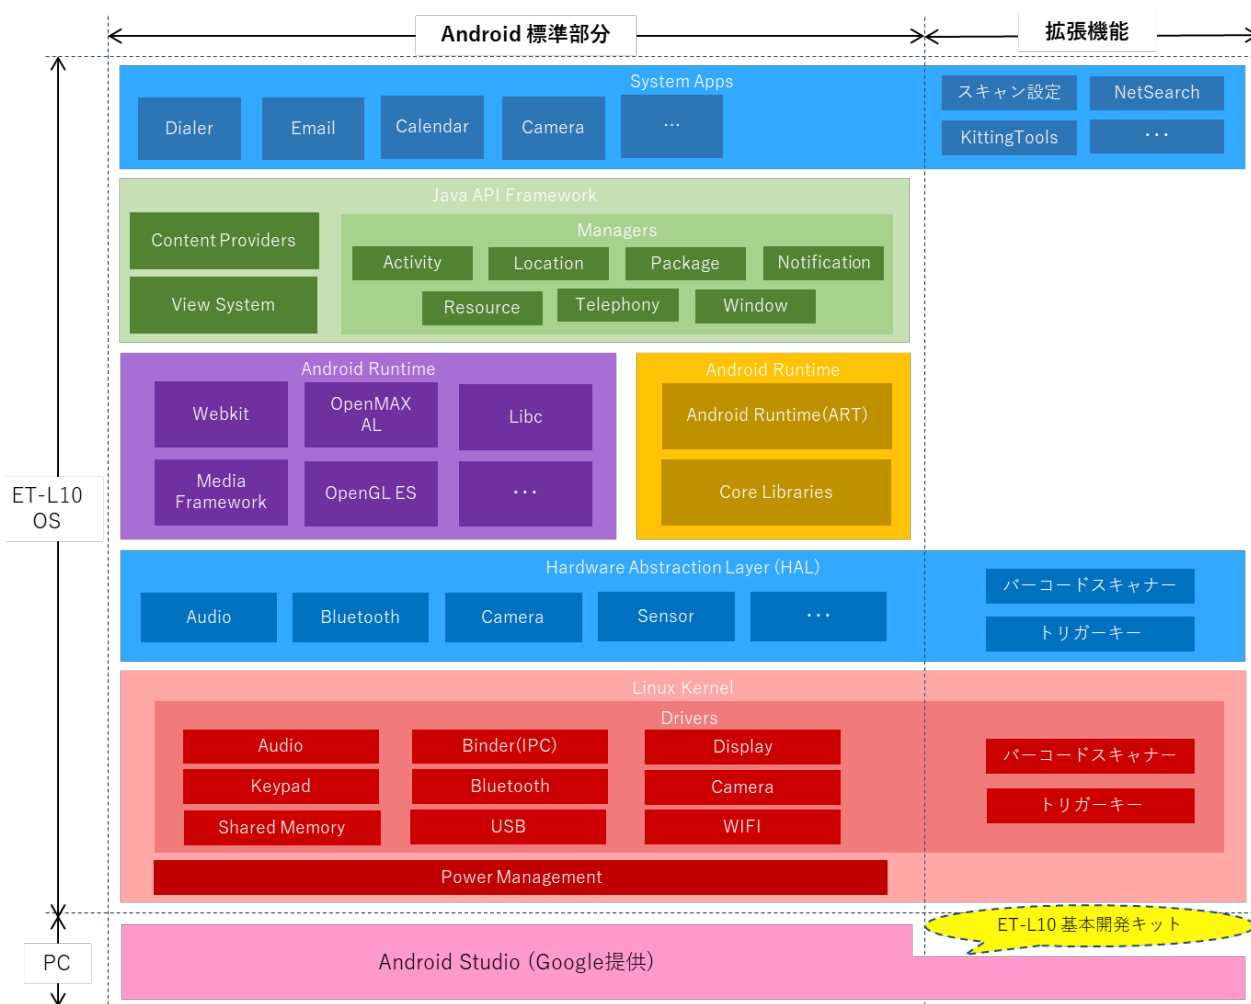 Android 標準部分
拡張機能
System Apps
Dialer
Email
Calendar
Camera
...
スキャン設定
NetSearch
KittingTools
・・・
Java API Framework
Content Providers
View System
Managers
Activity
Location
Package
Notification
Resource
Telephony
Window
Android Runtime
Webkit
OpenMAX
AL
Libc
Media
Framework
OpenGL ES
・・・
Android Runtime
Android Runtime(ART)
Core Libraries
ET-L10
OS
Hardware Abstraction Layer (HAL)
Audio
Bluetooth
Camera
Sensor
・・・
バーコードスキャナー
トリガーキー
Linux Kernel
Drivers
Audio
Binder(IPC)
Display
Keypad
Bluetooth
Camera
Shared Memory
USB
WIFI
バーコードスキャナー
トリガーキー
Power Management
ET-L10 基本開発キット
PC
Android Studio (Google提供)